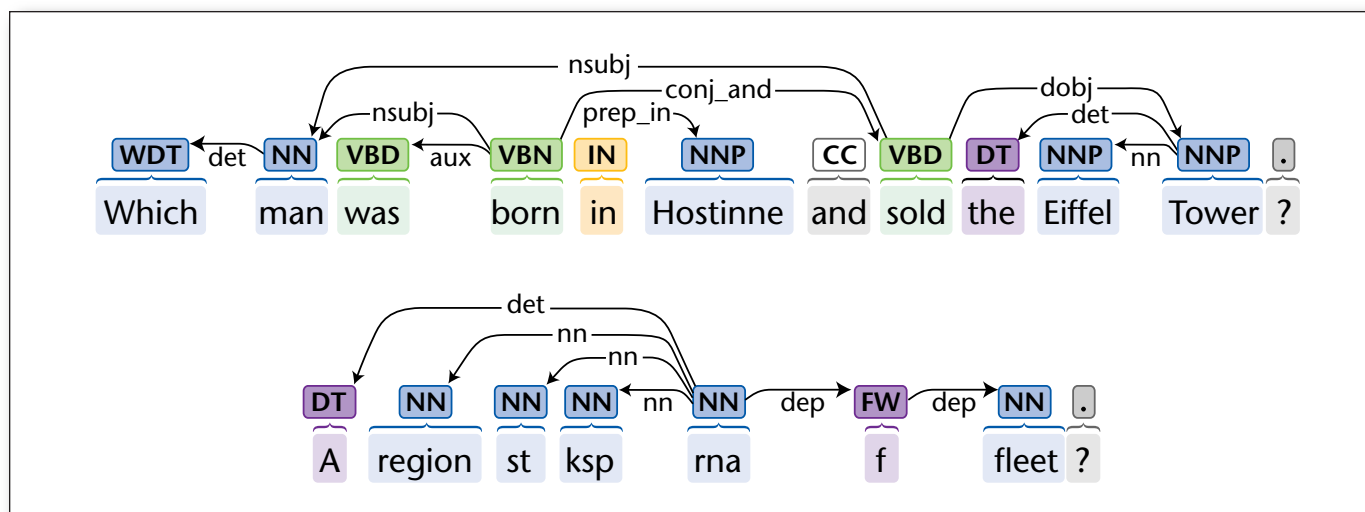 nsubj
conj_and dobj
nsubj prep_in det
WDT det NN VBD aux VBN IN NNP CC VBD DT NNP nn NNP .
Which man was born in Hostinne and sold the Eiffel Tower ?
det
nn
nn
DT NN NN NN nn NN dep FW dep NN .
A region st ksp rna f fleet ?